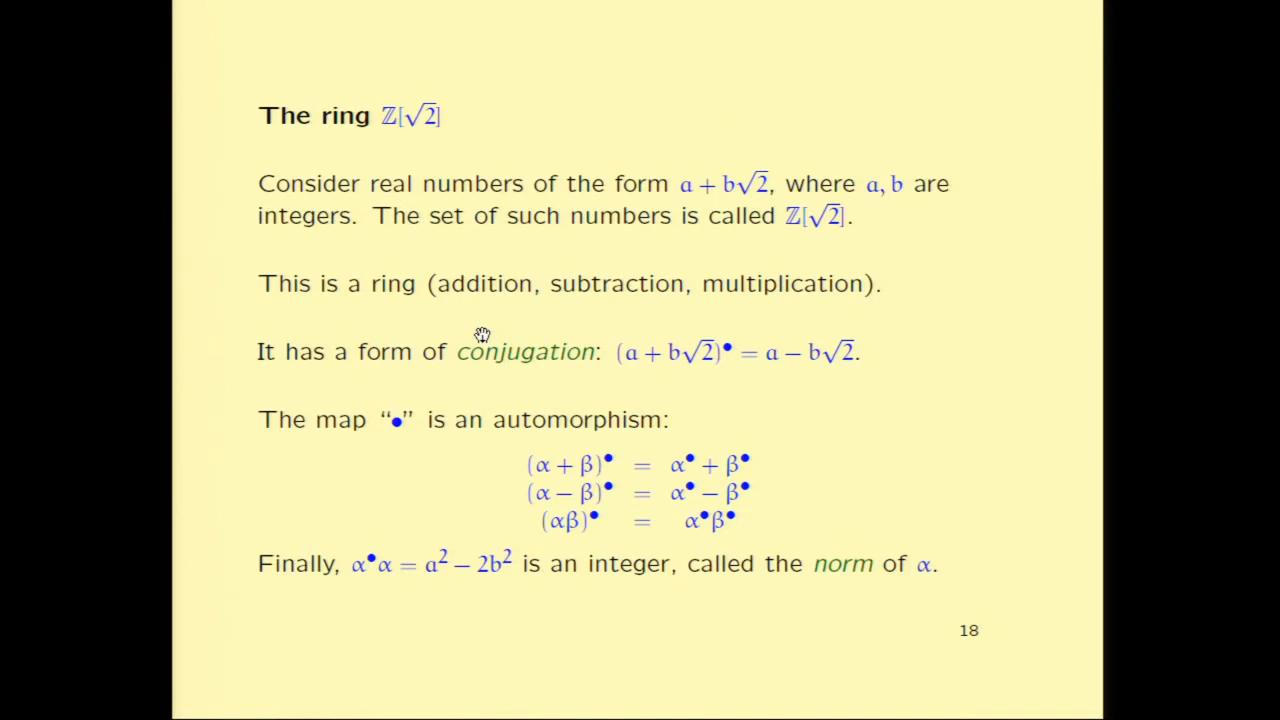 The ring ℤ[√2]
Consider real numbers of the form a + b√2, where a, b are
integers. The set of such numbers is called ℤ[√2].
This is a ring (addition, subtraction, multiplication).
It has a form of conjugation: (a + b√2)• = a − b√2.
The map “•” is an automorphism:
(α + β)• = α• + β•
(α − β)• = α• − β•
(αβ)• = α•β•
Finally, α•α = a² − 2b² is an integer, called the norm of α.
18